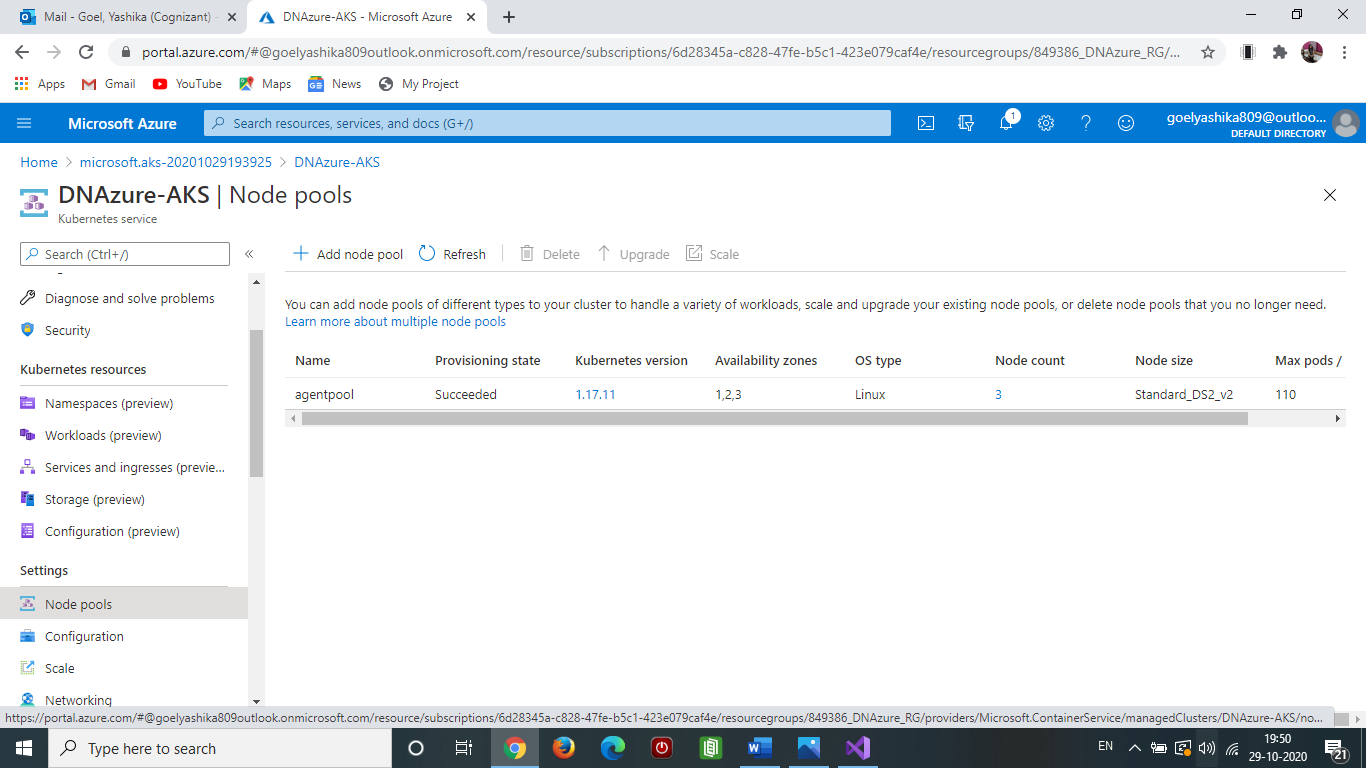 Mail - Goel, Yashika (Cognizant) -
DNAzure-AKS - Microsoft Azure
portal.azure.com/#@goelyashika809outlook.onmicrosoft.com/resource/subscriptions/6d28345a-c828-47fe-b5c1-423e079caf4e/resourcegroups/849386_DNAzure_RG/...
Apps
Gmail
YouTube
Maps
News
My Project
Microsoft Azure
Search resources, services, and docs (G+/)
1
goelyashika809@outloo...
DEFAULT DIRECTORY
Home > microsoft.aks-20201029193925 > DNAzure-AKS
DNAzure-AKS | Node pools
Kubernetes service
Search (Ctrl+/)
«
Add node pool
Refresh
Delete
Upgrade
Scale
Diagnose and solve problems
Security
Kubernetes resources
Namespaces (preview)
Workloads (preview)
Services and ingresses (previe...
Storage (preview)
Configuration (preview)
Settings
Node pools
Configuration
Scale
Networking
You can add node pools of different types to your cluster to handle a variety of workloads, scale and upgrade your existing node pools, or delete node pools that you no longer need.
Learn more about multiple node pools
Name Provisioning state Kubernetes version Availability zones OS type Node count Node size Max pods /
agentpool Succeeded 1.17.11 1,2,3 Linux 3 Standard_DS2_v2 110
https://portal.azure.com/#@goelyashika809outlook.onmicrosoft.com/resource/subscriptions/6d28345a-c828-47fe-b5c1-423e079caf4e/resourcegroups/849386_DNAzure_RG/providers/Microsoft.ContainerService/managedClusters/DNAzure-AKS/no...
Type here to search
EN
19:50
29-10-2020
21